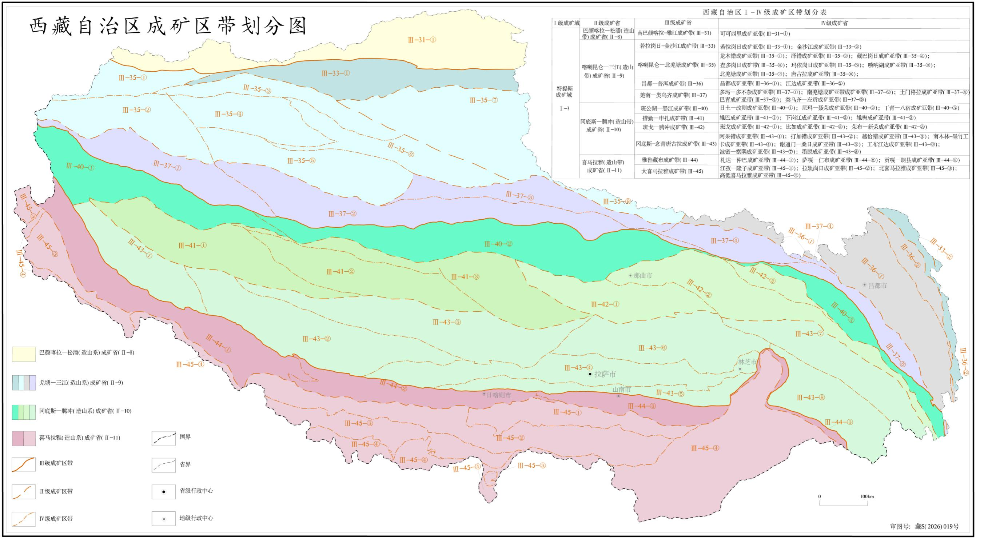 西藏自治区成矿区带划分图
西藏自治区Ⅰ-Ⅳ级成矿区带划分表
Ⅰ级成矿域 Ⅱ级成矿省 Ⅲ级成矿省 Ⅳ级成矿省
特提斯
成矿域
Ⅰ-3
巴颜喀拉—松潘(造山
带)成矿省(Ⅱ-8)
南巴颜喀拉-雅江成矿带(Ⅲ-31)
可可西里成矿亚带(Ⅲ-31-①)
喀喇昆仑—三江(造山
带)成矿省(Ⅱ-9)
若拉岗日-金沙江成矿带(Ⅲ-33)
若拉岗日成矿亚带(Ⅲ-33-①)；金沙江成矿亚带(Ⅲ-33-②)
喀喇昆仑—北羌塘成矿带(Ⅲ-35)
龙木错成矿亚带(Ⅲ-35-①)；泽错成矿亚带(Ⅲ-35-②)；藏巴岗日成矿亚带(Ⅲ-35-③)；
查多岗日成矿亚带(Ⅲ-35-④)；玛依岗日成矿亚带(Ⅲ-35-⑤)；唢呐湖成矿亚带(Ⅲ-35-⑥)；
北羌塘成矿亚带(Ⅲ-35-⑦)；唐古拉成矿亚带(Ⅲ-35-⑧)；
昌都—普洱成矿带(Ⅲ-36)
昌都成矿亚带(Ⅲ-36-①)；江达成矿亚带(Ⅲ-36-②)
羌南—类乌齐成矿带(Ⅲ-37)
多玛—多不杂成矿亚带(Ⅲ-37-①)；南羌塘成矿亚带成矿亚带(Ⅲ-37-②)；土门格拉成矿亚带(Ⅲ-37-③)
巴青成矿亚带(Ⅲ-37-④)；类乌齐—左贡成矿亚带(Ⅲ-37-⑤)
冈底斯—腾冲(造山带)
成矿省(Ⅱ-10)
班公湖—怒江成矿带(Ⅲ-40)
日土—改则成矿亚带(Ⅲ-40-①)；尼玛—聂荣成矿亚带(Ⅲ-40-②)；丁青—八宿成矿亚带(Ⅲ-40-③)
措勤—申扎成矿带(Ⅲ-41)
雄巴成矿亚带(Ⅲ-41-①)；下岗江成矿亚带(Ⅲ-41-②)；雄梅成矿亚带(Ⅲ-41-③)
班戈—腾冲成矿带(Ⅲ-42)
班戈成矿亚带(Ⅲ-42-①)；比如成矿亚带(Ⅲ-42-②)；荣布—新荣成矿亚带(Ⅲ-42-③)
冈底斯-念青唐古拉成矿带(Ⅲ-43)
阿果错成矿亚带(Ⅲ-43-①)；打加错成矿亚带(Ⅲ-43-②)；越恰错成矿亚带(Ⅲ-43-③)；南木林-墨竹工
卡成矿亚带(Ⅲ-43-④)；谢通门—桑日成矿亚带(Ⅲ-43-⑤)；工布江达成矿亚带(Ⅲ-43-⑥)；
波密—察隅成矿亚带(Ⅲ-43-⑦)；墨脱成矿亚带(Ⅲ-43-⑧)
喜马拉雅(造山带)
成矿省(Ⅱ-11)
雅鲁藏布成矿带(Ⅲ-44)
札达—仲巴成矿亚带(Ⅲ-44-①)；萨嘎—仁布成矿亚带(Ⅲ-44-②)；贡嘎—朗县成矿亚带(Ⅲ-44-③)
大喜马拉雅成矿带(Ⅲ-45)
江孜—隆子成矿亚带(Ⅲ-45-①)；拉轨岗日成矿亚带(Ⅲ-45-②)；北喜马拉雅成矿亚带(Ⅲ-45-③)；
高低喜马拉雅成矿亚带(Ⅲ-45-④)
Ⅲ-31-①
Ⅲ-33-①
Ⅲ-35-①
Ⅲ-35-③
Ⅲ-35-⑦
Ⅲ-35-②
Ⅲ-35-④
Ⅲ-35-⑥
Ⅲ-35-⑤
Ⅲ-37-①
Ⅲ-40-①
Ⅲ-37-③
Ⅲ-35-⑧
Ⅲ-45-③
Ⅲ-37-②
Ⅲ-37-④
Ⅲ-36-①
Ⅲ-37-④
Ⅲ-33-②
Ⅲ-36-②
Ⅲ-45-③
Ⅲ-43-①
Ⅲ-41-①
Ⅲ-40-②
Ⅲ-45-④
Ⅲ-41-②
Ⅲ-41-③
那曲市
Ⅲ-42-③
Ⅲ-36-①
昌都市
Ⅲ-42-②
Ⅲ-42-①
Ⅲ-40-③
Ⅲ-43-③
Ⅲ-43-⑦
Ⅲ-43-②
Ⅲ-44-①
Ⅲ-43-⑥
Ⅲ-37-⑤
Ⅲ-36-②
Ⅲ-45-④
Ⅲ-43-④
林芝市
拉萨市
Ⅲ-44-②
山南市
日喀则市
Ⅲ-43-⑤
Ⅲ-43-⑧
Ⅲ-44-③
Ⅲ-45-①
Ⅲ-45-③
Ⅲ-44-③
Ⅲ-45-②
Ⅲ-45-④
Ⅲ-45-④
Ⅲ-45-④
Ⅲ-45-④
Ⅲ-45-③
巴颜喀拉—松潘(造山系)成矿省(Ⅱ-8)
羌塘—三江(造山系)成矿省(Ⅱ-9)
冈底斯—腾冲(造山系)成矿省(Ⅱ-10)
喜马拉雅(造山系)成矿省(Ⅱ-11)
Ⅲ级成矿区带
Ⅱ级成矿区带
Ⅳ级成矿区带
国界
省界
省级行政中心
地级行政中心
0 100km
审图号: 藏S(2026)019号